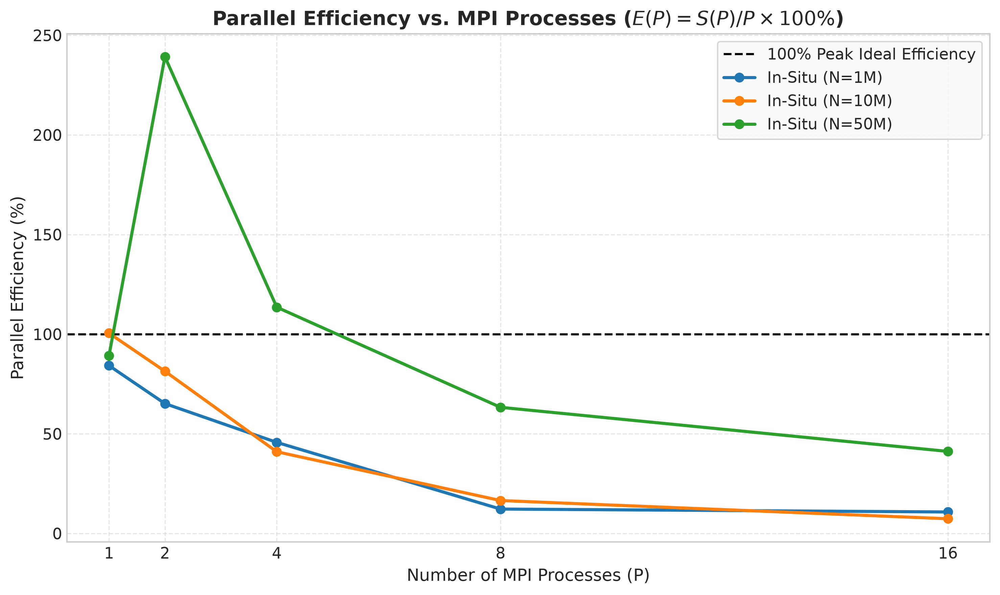 Parallel Efficiency vs. MPI Processes (E(P) = S(P)/P × 100%)
250
200
150
100
50
0
Parallel Efficiency (%)
100% Peak Ideal Efficiency
In-Situ (N=1M)
In-Situ (N=10M)
In-Situ (N=50M)
1 2 4 8 16
Number of MPI Processes (P)